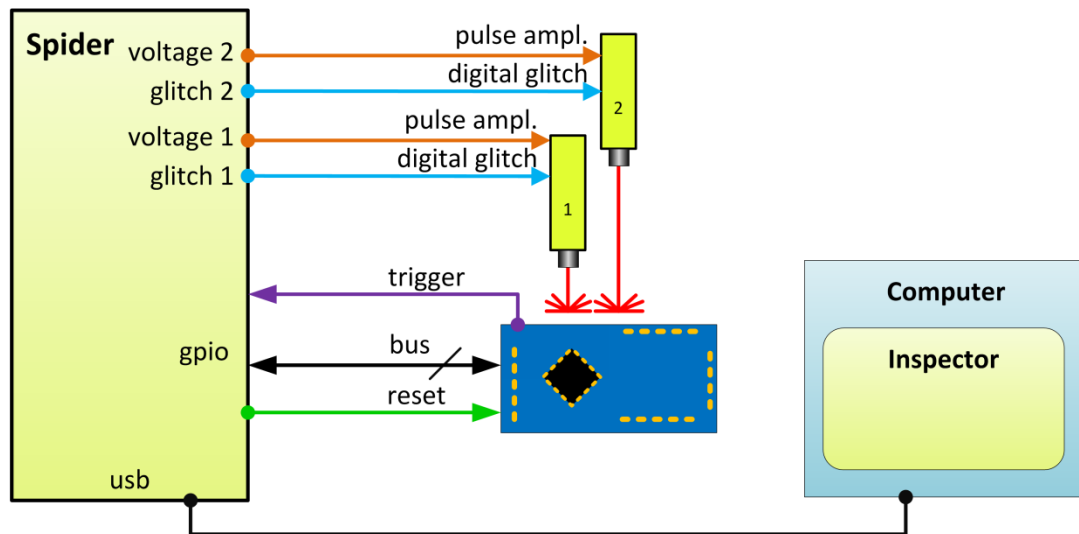 Spider
voltage 2
pulse ampl.
glitch 2
digital glitch
2
voltage 1
pulse ampl.
glitch 1
digital glitch
1
trigger
gpio
bus
reset
usb
Computer
Inspector